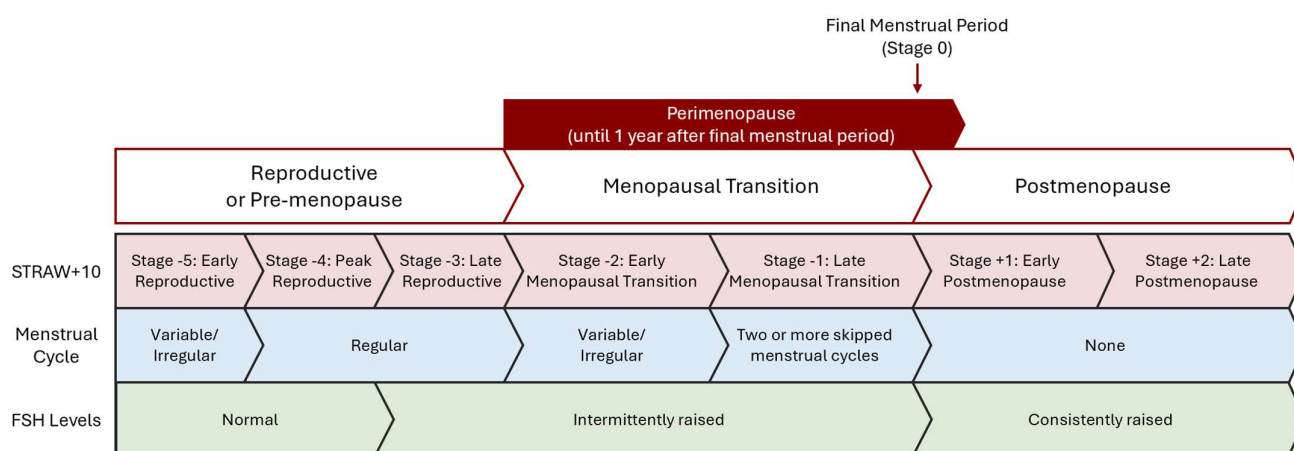 Final Menstrual Period
(Stage 0)
Perimenopause
(until 1 year after final menstrual period)
Reproductive
or Pre-menopause
Menopausal Transition
Postmenopause
STRAW+10
Stage -5: Early
Reproductive
Stage -4: Peak
Reproductive
Stage -3: Late
Reproductive
Stage -2: Early
Menopausal Transition
Stage -1: Late
Menopausal Transition
Stage +1: Early
Postmenopause
Stage +2: Late
Postmenopause
Menstrual
Cycle
Variable/
Irregular
Regular
Variable/
Irregular
Two or more skipped
menstrual cycles
None
FSH Levels
Normal
Intermittently raised
Consistently raised